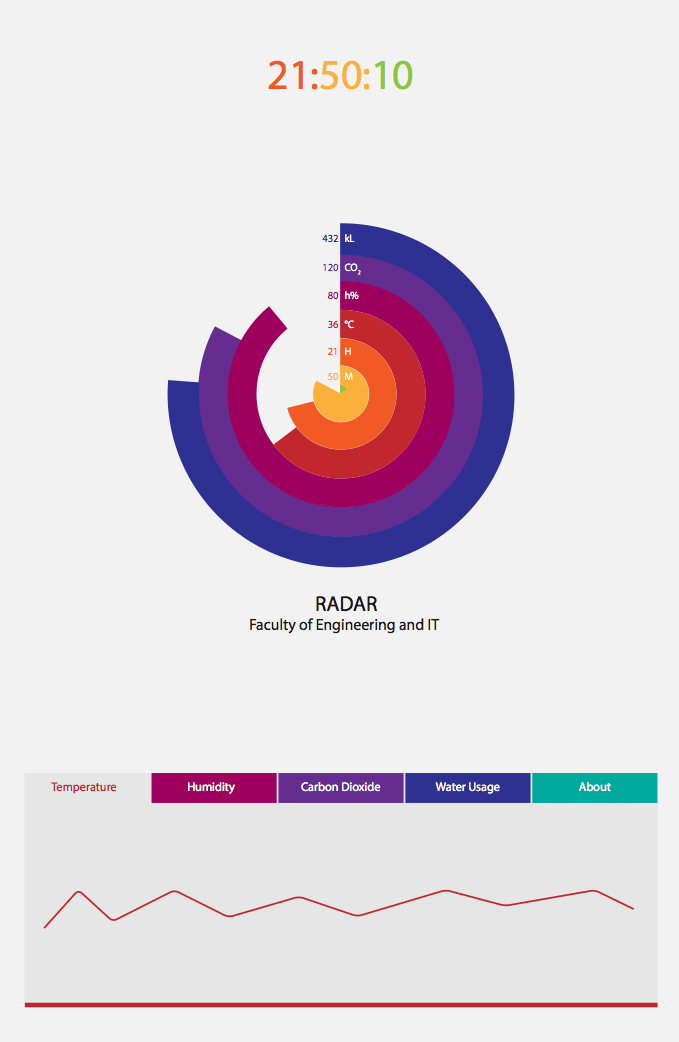 21:50:10
432 kL
120 CO₂
80 h%
36 °C
21 H
50 M
RADAR
Faculty of Engineering and IT
Temperature Humidity Carbon Dioxide Water Usage About